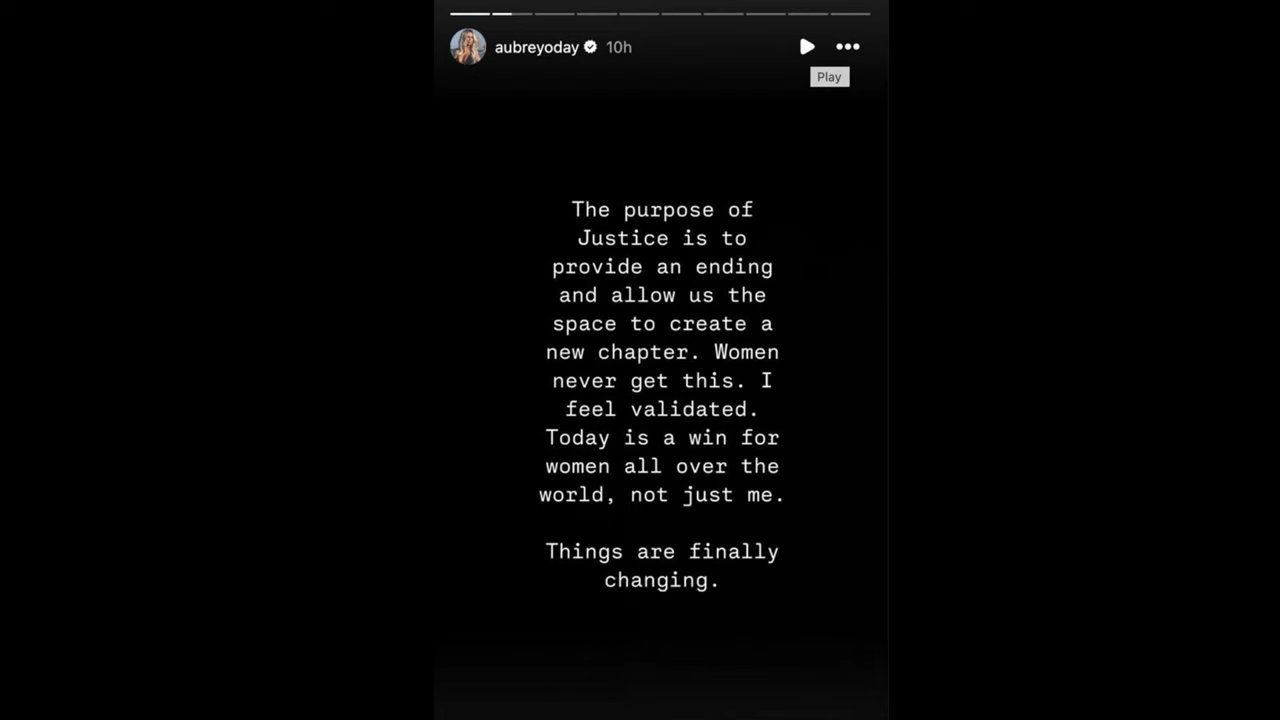 aubreyoday 10h
Play
The purpose of
Justice is to
provide an ending
and allow us the
space to create a
new chapter. Women
never get this. I
feel validated.
Today is a win for
women all over the
world, not just me.
Things are finally
changing.